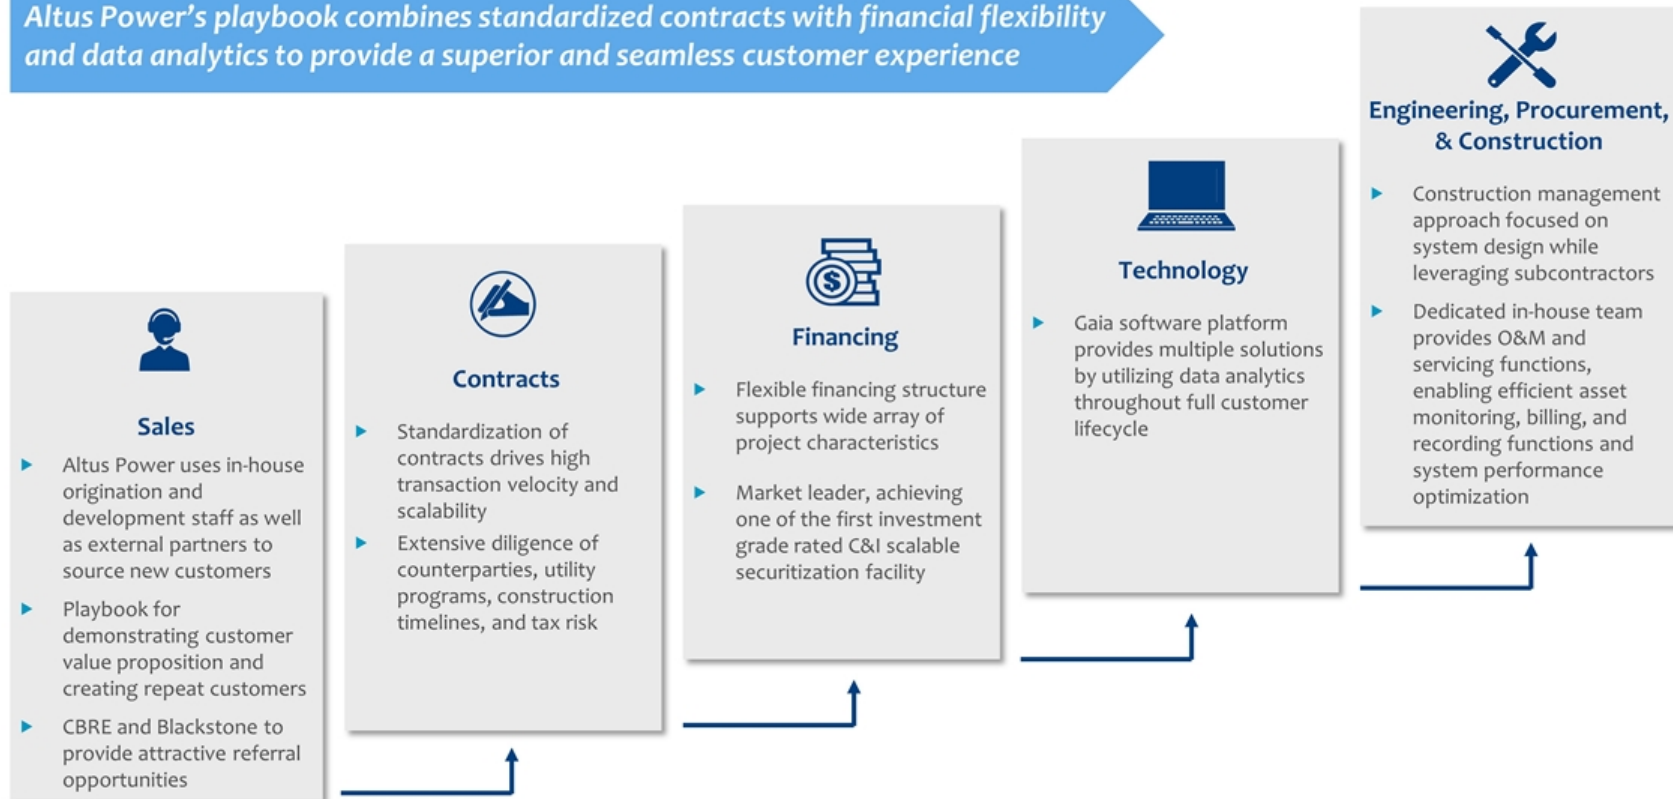 Altus Power's playbook combines standardized contracts with financial flexibility
and data analytics to provide a superior and seamless customer experience
Sales
Altus Power uses in-house
origination and
development staff as well
as external partners to
source new customers
Playbook for
demonstrating customer
value proposition and
creating repeat customers
CBRE and Blackstone to
provide attractive referral
opportunities
Contracts
Standardization of
contracts drives high
transaction velocity and
scalability
Extensive diligence of
counterparties, utility
programs, construction
timelines, and tax risk
$
Financing
Flexible financing structure
supports wide array of
project characteristics
Market leader, achieving
one of the first investment
grade rated C&I scalable
securitization facility
Technology
Gaia software platform
provides multiple solutions
by utilizing data analytics
throughout full customer
lifecycle
Engineering, Procurement,
& Construction
Construction management
approach focused on
system design while
leveraging subcontractors
Dedicated in-house team
provides O&M and
servicing functions,
enabling efficient asset
monitoring, billing, and
recording functions and
system performance
optimization